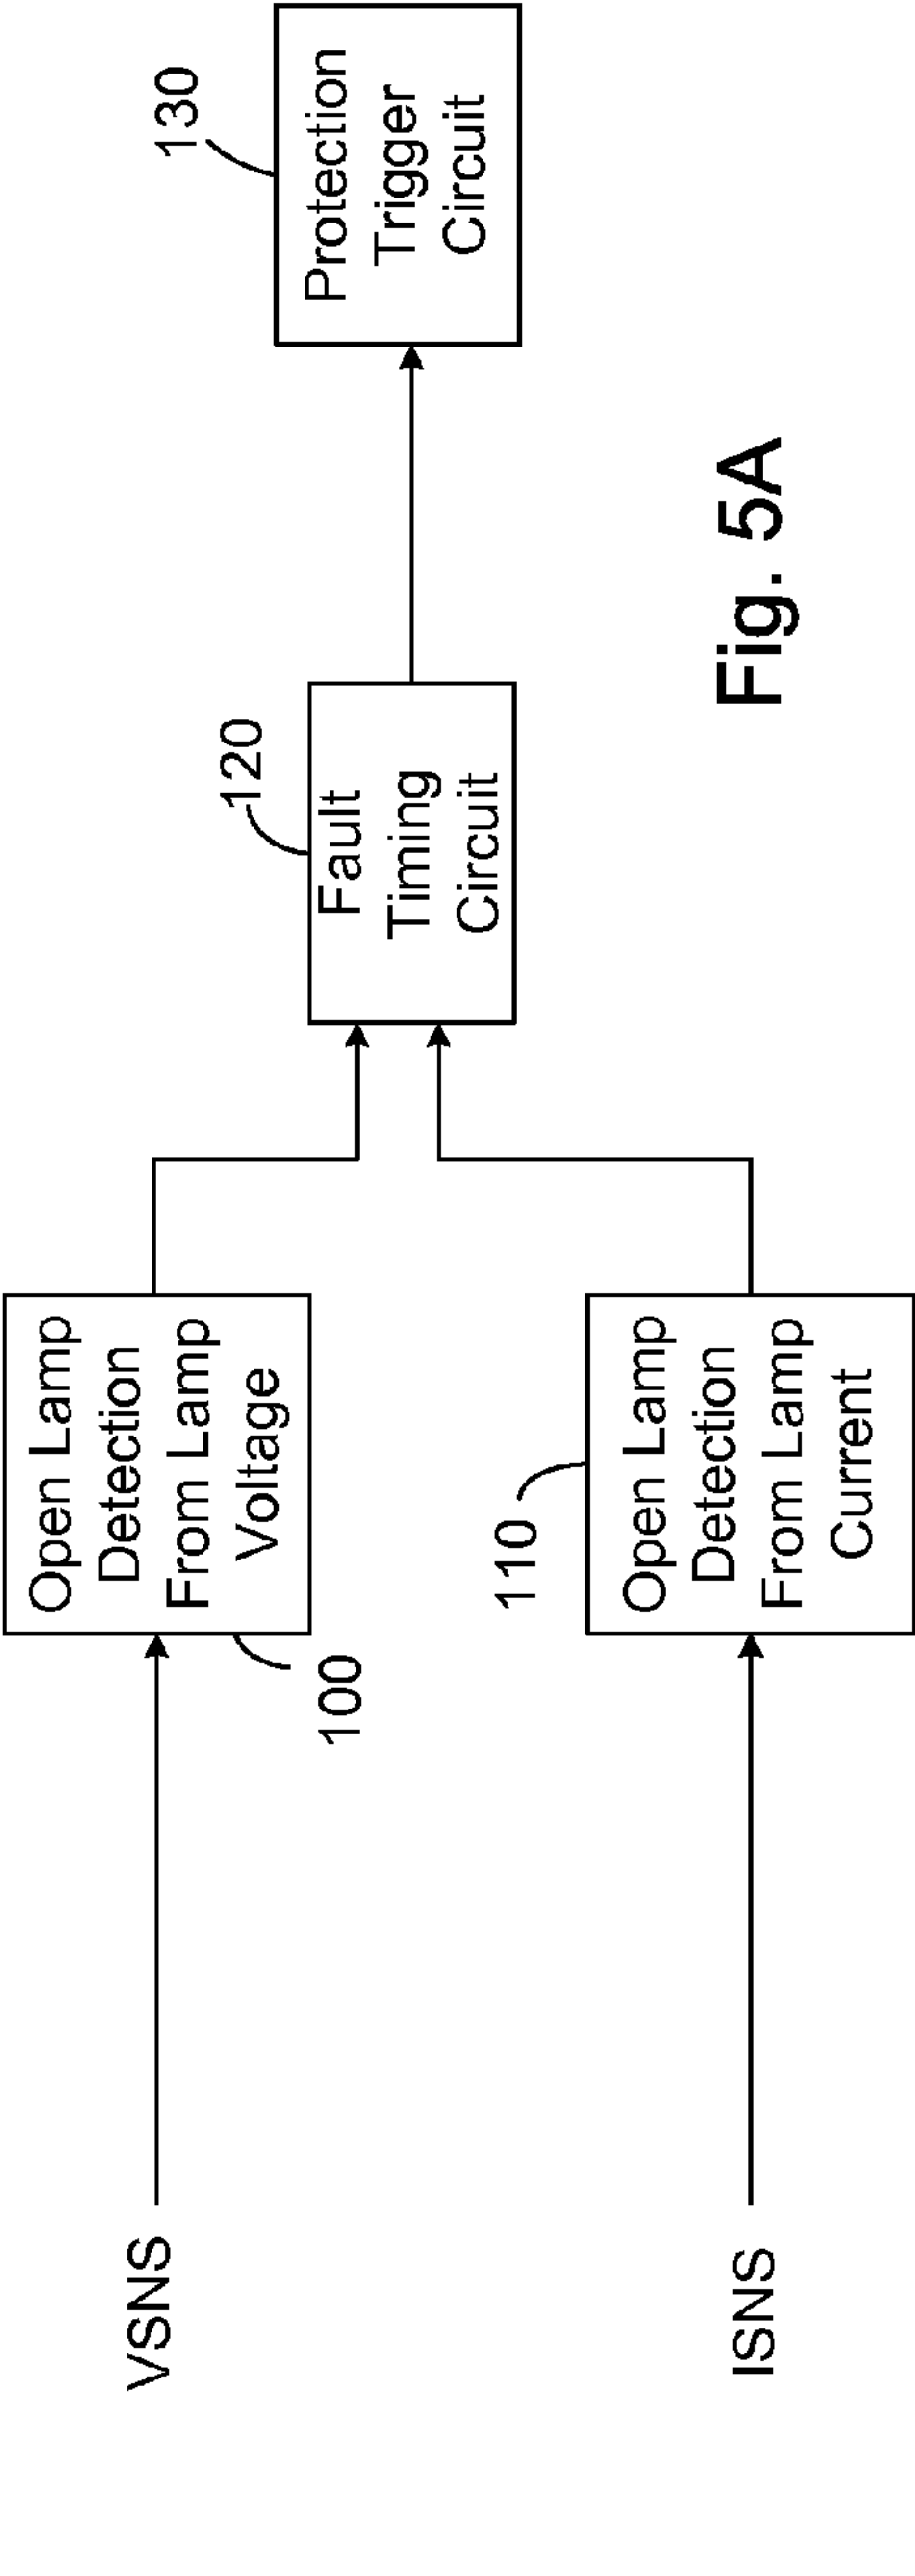 VSNS
100
Open Lamp
Detection
From Lamp
Voltage
ISNS
110
Open Lamp
Detection
From Lamp
Current
120
Fault
Timing
Circuit
130
Protection
Trigger
Circuit
Fig. 5A